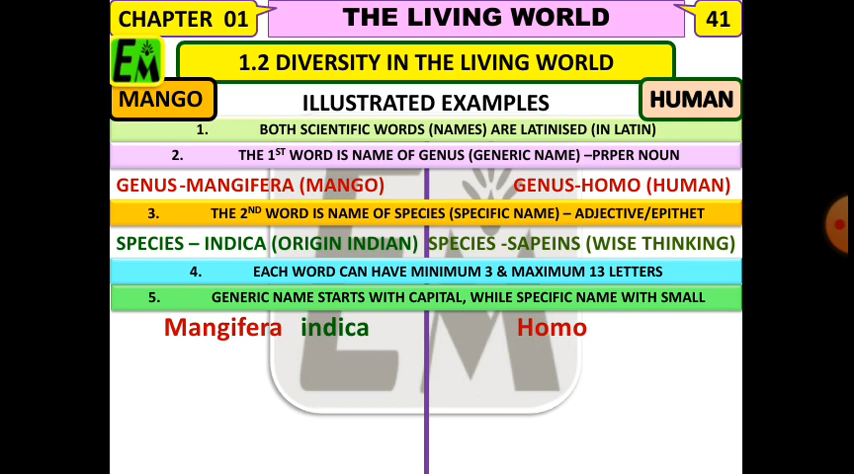 CHAPTER 01
THE LIVING WORLD
41
EM
1.2 DIVERSITY IN THE LIVING WORLD
MANGO
ILLUSTRATED EXAMPLES
HUMAN
1. BOTH SCIENTIFIC WORDS (NAMES) ARE LATINISED (IN LATIN)
2. THE 1ST WORD IS NAME OF GENUS (GENERIC NAME) –PRPER NOUN
GENUS-MANGIFERA (MANGO)
GENUS-HOMO (HUMAN)
3. THE 2ND WORD IS NAME OF SPECIES (SPECIFIC NAME) – ADJECTIVE/EPITHET
SPECIES – INDICA (ORIGIN INDIAN)
SPECIES -SAPEINS (WISE THINKING)
4. EACH WORD CAN HAVE MINIMUM 3 & MAXIMUM 13 LETTERS
5. GENERIC NAME STARTS WITH CAPITAL, WHILE SPECIFIC NAME WITH SMALL
Mangifera indica
Homo
EM